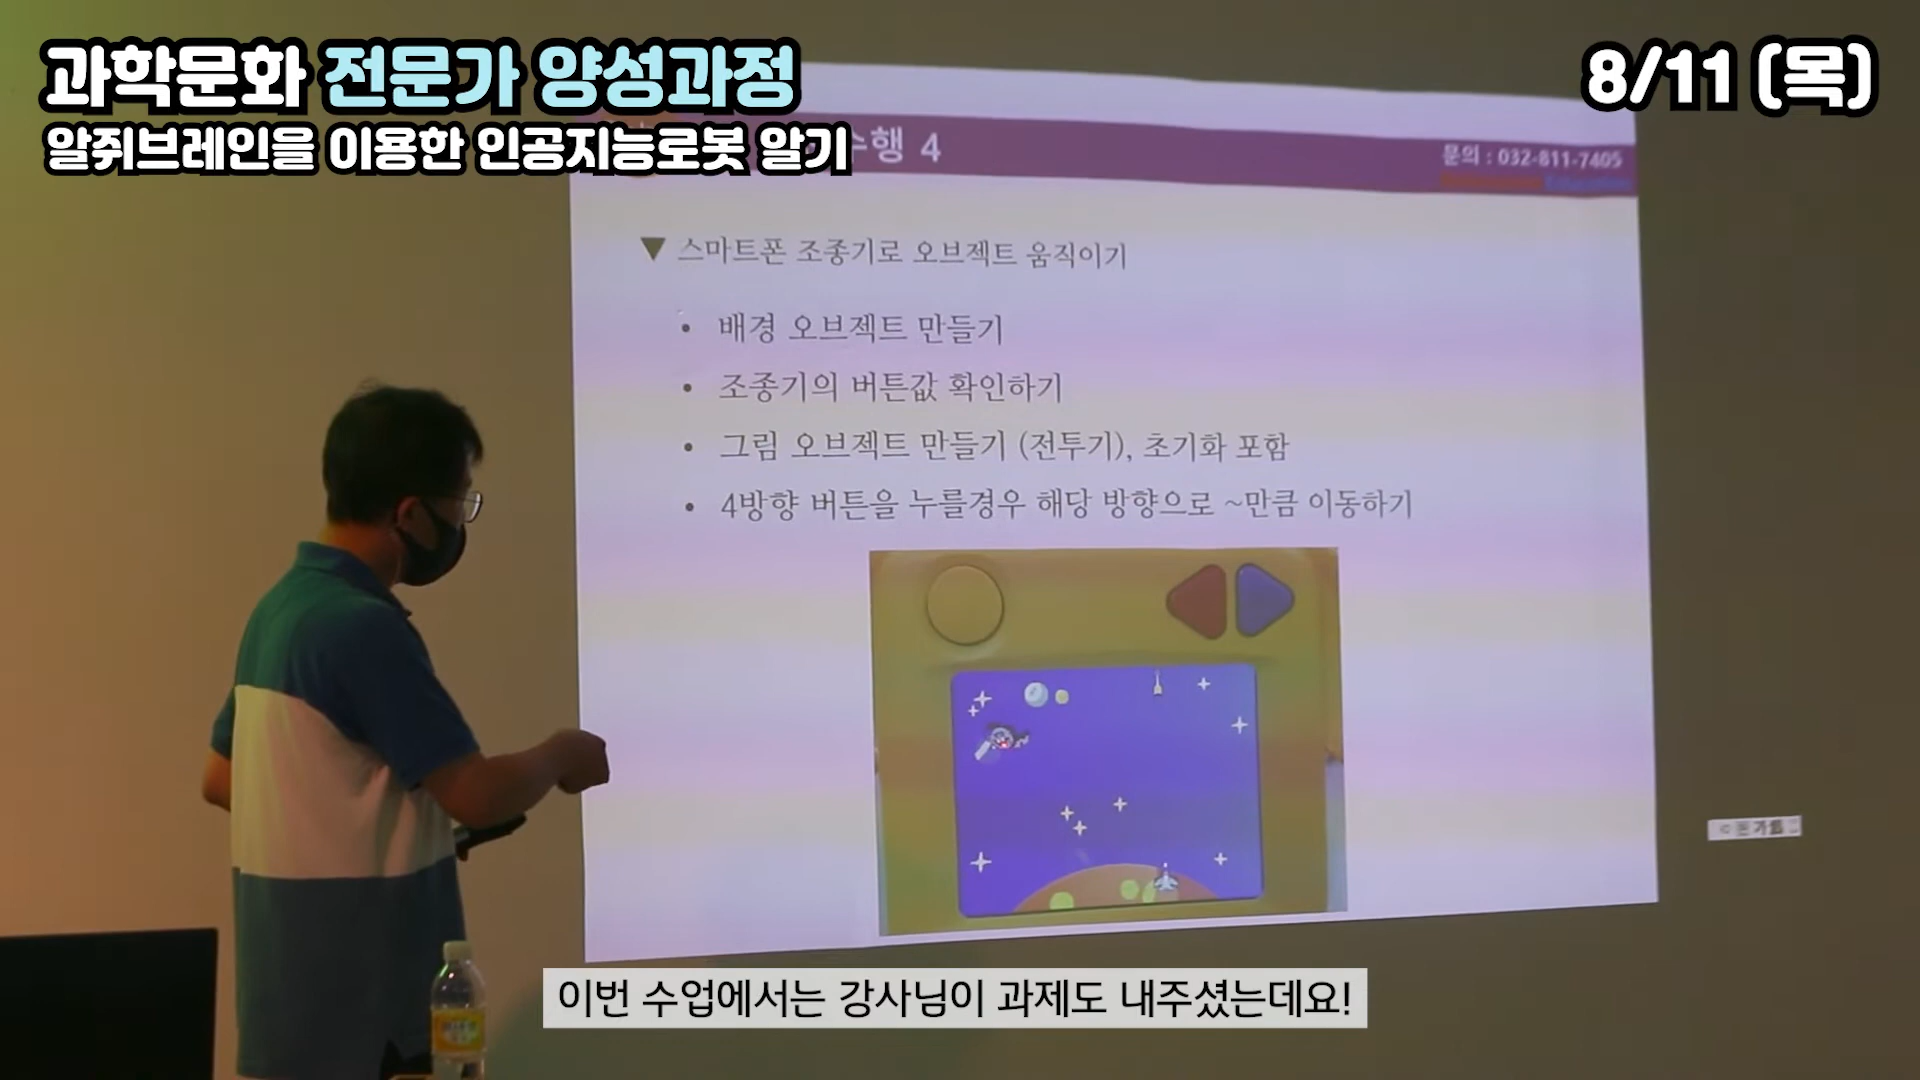 과학문화 전문가 양성과정
8/11 (목)
알쥐브레인을 이용한 인공지능로봇 알기
수행 4
문의 : 032-811-7405
Education
▼ 스마트폰 조종기로 오브젝트 움직이기
• 배경 오브젝트 만들기
• 조종기의 버튼값 확인하기
• 그림 오브젝트 만들기 (전투기), 초기화 포함
• 4방향 버튼을 누를경우 해당 방향으로 ~만큼 이동하기
이번 수업에서는 강사님이 과제도 내주셨는데요!